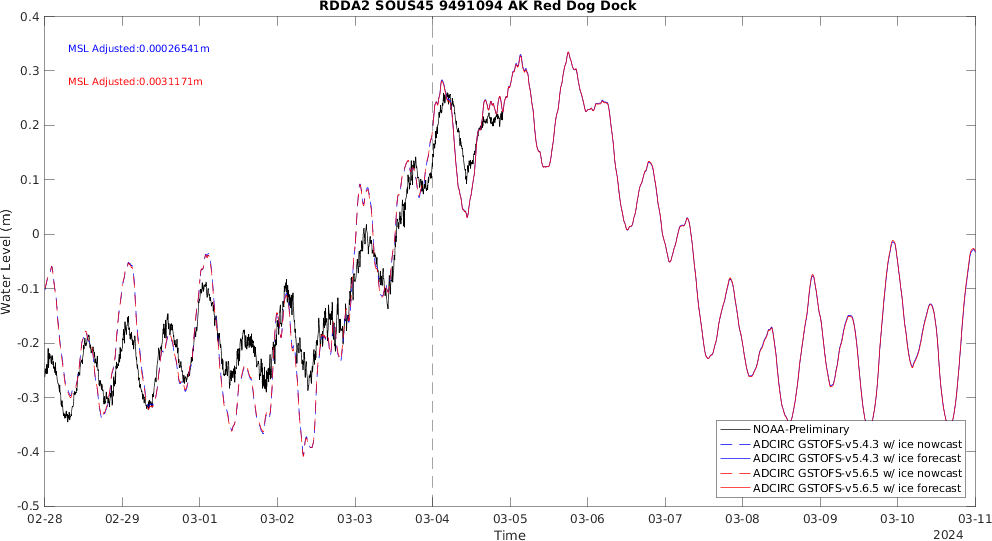 RDDA2 SOUS45 9491094 AK Red Dog Dock
MSL Adjusted:0.00026541m
MSL Adjusted:0.0031171m
Water Level (m)
0.4
0.3
0.2
0.1
0
-0.1
-0.2
-0.3
-0.4
-0.5
NOAA-Preliminary
ADCIRC GSTOFS-v5.4.3 w/ ice nowcast
ADCIRC GSTOFS-v5.4.3 w/ ice forecast
ADCIRC GSTOFS-v5.6.5 w/ ice nowcast
ADCIRC GSTOFS-v5.6.5 w/ ice forecast
02-28 02-29 03-01 03-02 03-03 03-04 03-05 03-06 03-07 03-08 03-09 03-10 03-11
Time
2024